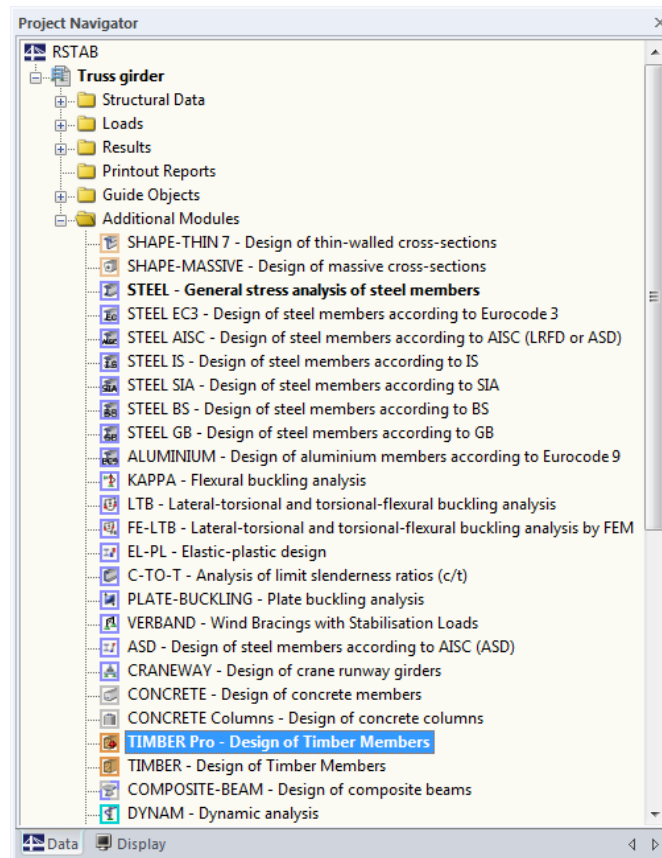 Project Navigator
RSTAB
Truss girder
Structural Data
Loads
Results
Printout Reports
Guide Objects
Additional Modules
SHAPE-THIN 7 - Design of thin-walled cross-sections
SHAPE-MASSIVE - Design of massive cross-sections
STEEL - General stress analysis of steel members
STEEL EC3 - Design of steel members according to Eurocode 3
STEEL AISC - Design of steel members according to AISC (LRFD or ASD)
STEEL IS - Design of steel members according to IS
STEEL SIA - Design of steel members according to SIA
STEEL BS - Design of steel members according to BS
STEEL GB - Design of steel members according to GB
ALUMINIUM - Design of aluminium members according to Eurocode 9
KAPPA - Flexural buckling analysis
LTB - Lateral-torsional and torsional-flexural buckling analysis
FE-LTB - Lateral-torsional and torsional-flexural buckling analysis by FEM
EL-PL - Elastic-plastic design
C-TO-T - Analysis of limit slenderness ratios (c/t)
PLATE-BUCKLING - Plate buckling analysis
VERBAND - Wind Bracings with Stabilisation Loads
ASD - Design of steel members according to AISC (ASD)
CRANEWAY - Design of crane runway girders
CONCRETE - Design of concrete members
CONCRETE Columns - Design of concrete columns
TIMBER Pro - Design of Timber Members
TIMBER - Design of Timber Members
COMPOSITE-BEAM - Design of composite beams
DYNAM - Dynamic analysis
Data Display